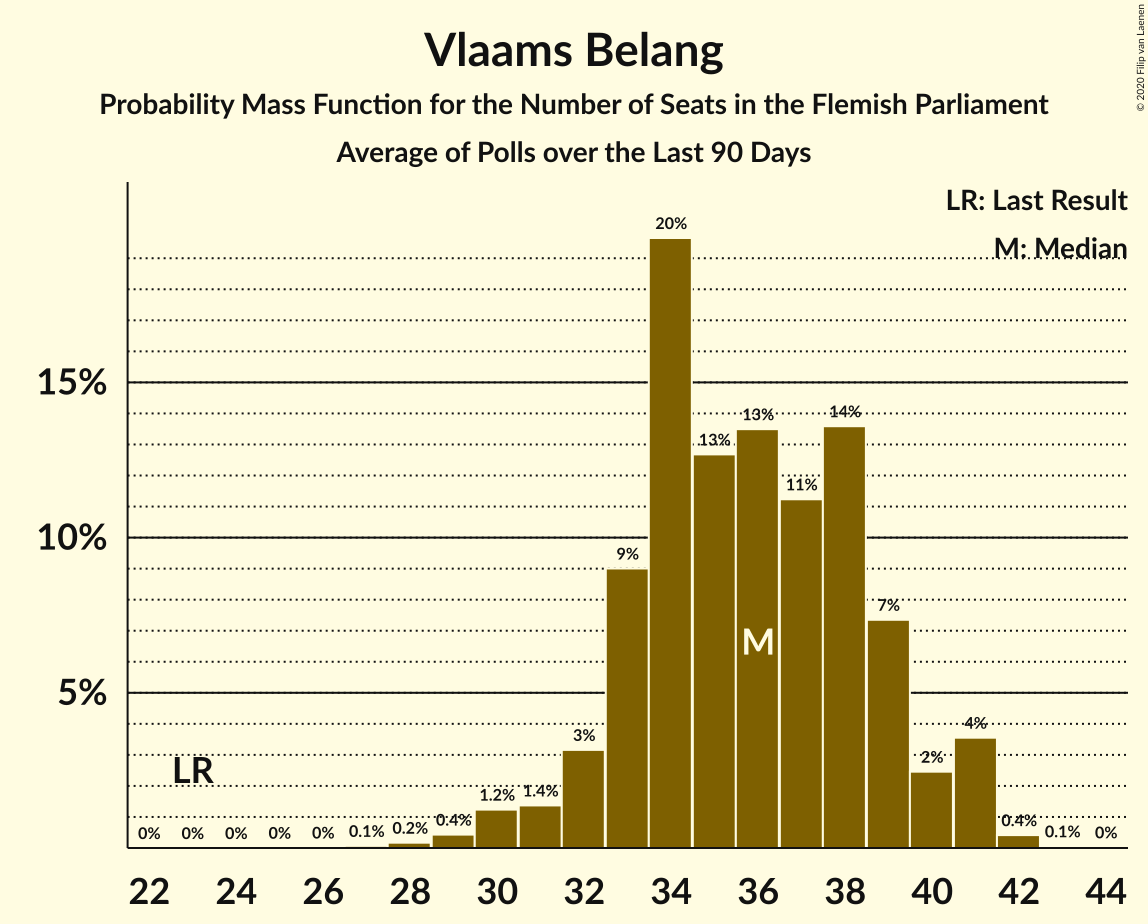 © 2020 Filip van Laenen
Vlaams Belang
Probability Mass Function for the Number of Seats in the Flemish Parliament
Average of Polls over the Last 90 Days
LR: Last Result
M: Median
15%
10%
5%
LR
M
0% 0% 0% 0% 0% 0.1% 0.2% 0.4% 1.2% 1.4% 3% 9% 20% 13% 13% 11% 14% 7% 2% 4% 0.4% 0.1% 0%
22 24 26 28 30 32 34 36 38 40 42 44